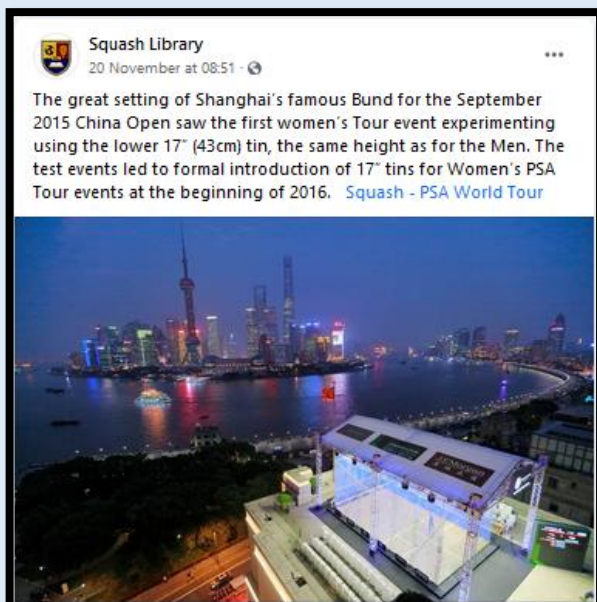 Squash Library
20 November at 08:51 ·
The great setting of Shanghai's famous Bund for the September
2015 China Open saw the first women's Tour event experimenting
using the lower 17" (43cm) tin, the same height as for the Men. The
test events led to formal introduction of 17" tins for Women's PSA
Tour events at the beginning of 2016. Squash - PSA World Tour
J.P.Morgan